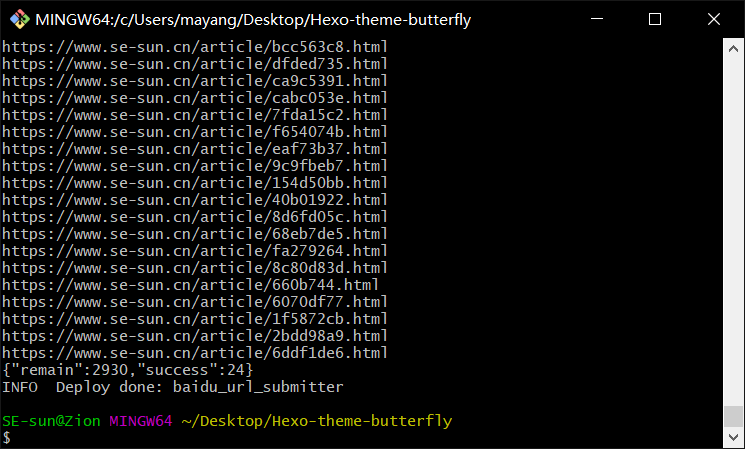 MINGW64:/c/Users/mayang/Desktop/Hexo-theme-butterfly
https://www.se-sun.cn/article/bcc563c8.html
https://www.se-sun.cn/article/dfded735.html
https://www.se-sun.cn/article/ca9c5391.html
https://www.se-sun.cn/article/cabc053e.html
https://www.se-sun.cn/article/7fda15c2.html
https://www.se-sun.cn/article/f654074b.html
https://www.se-sun.cn/article/eaf73b37.html
https://www.se-sun.cn/article/9c9fbeb7.html
https://www.se-sun.cn/article/154d50bb.html
https://www.se-sun.cn/article/40b01922.html
https://www.se-sun.cn/article/8d6fd05c.html
https://www.se-sun.cn/article/68eb7de5.html
https://www.se-sun.cn/article/fa279264.html
https://www.se-sun.cn/article/8c80d83d.html
https://www.se-sun.cn/article/660b744.html
https://www.se-sun.cn/article/6070df77.html
https://www.se-sun.cn/article/1f5872cb.html
https://www.se-sun.cn/article/2bdd98a9.html
https://www.se-sun.cn/article/6ddf1de6.html
{"remain":2930,"success":24}
INFO  Deploy done: baidu_url_submitter
SE-sun@Zion MINGW64 ~/Desktop/Hexo-theme-butterfly
$